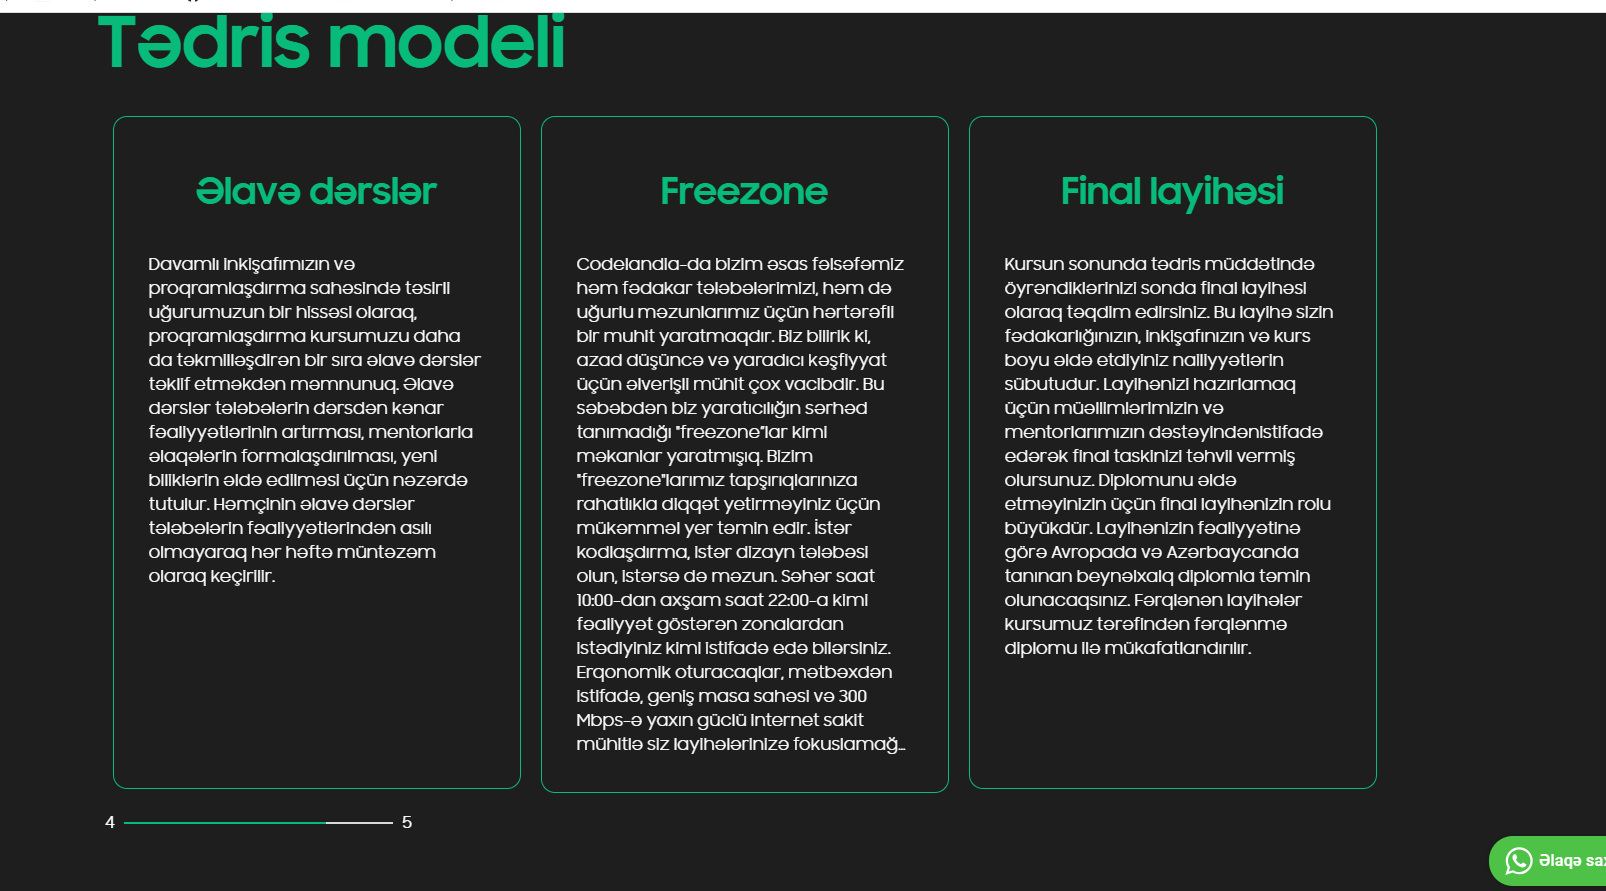 Tədris modeli
Əlavə dərslər
Davamlı inkişafımızın və
proqramlaşdırma sahəsində təsirli
uğurumuzun bir hissəsi olaraq,
proqramlaşdırma kursumuzu daha
da təkmilləşdirən bir sıra əlavə dərslər
təklif etməkdən məmnunuq. Əlavə
dərslər tələbələrin dərsdən kənar
fəaliyyətlərinin artırması, mentorlarla
əlaqələrin formalaşdırılması, yeni
biliklərin əldə edilməsi üçün nəzərdə
tutulur. Həmçinin əlavə dərslər
tələbələrin fəaliyyətlərindən asılı
olmayaraq hər həftə müntəzəm
olaraq keçirilir.
Freezone
Codelandia-da bizim əsas fəlsəfəmiz
həm fədakar tələbələrimizi, həm də
uğurlu məzunlarımız üçün hərtərəfli
bir muhit yaratmaqdır. Biz bilirik ki,
azad düşüncə və yaradıcı kəşfiyyat
üçün əlverişli mühit çox vacibdir. Bu
səbəbdən biz yaratıcılığın sərhəd
tanımadığı "freezone"lar kimi
məkanlar yaratmışıq. Bizim
"freezone"larımız tapşırıqlarınıza
rahatlıkla diqqət yetirməyiniz üçün
mükəmməl yer təmin edir. İstər
kodlaşdırma, istər dizayn tələbəsi
olun, istərsə də məzun. Səhər saat
10:00-dan axşam saat 22:00-a kimi
fəaliyyət göstərən zonalardan
istədiyiniz kimi istifadə edə bilərsiniz.
Erqonomik oturacaqlar, mətbəxdən
istifadə, geniş masa sahəsi və 300
Mbps-ə yaxın güclü internet sakit
mühitlə siz layihələrinizə fokuslamağ...
Final layihəsi
Kursun sonunda tədris müddətində
öyrəndiklərinizi sonda final layihəsi
olaraq təqdim edirsiniz. Bu layihə sizin
fədakarlığınızın, inkişafınızın və kurs
boyu əldə etdiyiniz nailiyyətlərin
sübutudur. Layihənizi hazırlamaq
üçün müəllimlərimizin və
mentorlarımızın dəstəyindənistifadə
edərək final taskinizi təhvil vermiş
olursunuz. Diplomunu əldə
etməyinizin üçün final layihənizin rolu
büyükdür. Layihənizin fəaliyyətinə
görə Avropada və Azərbaycanda
tanınan beynəlxalq diplomla təmin
olunacaqsınız. Fərqlənən layihələr
kursumuz tərəfindən fərqlənmə
diplomu ilə mükafatlandırılır.
4 5
Əlaqə sax